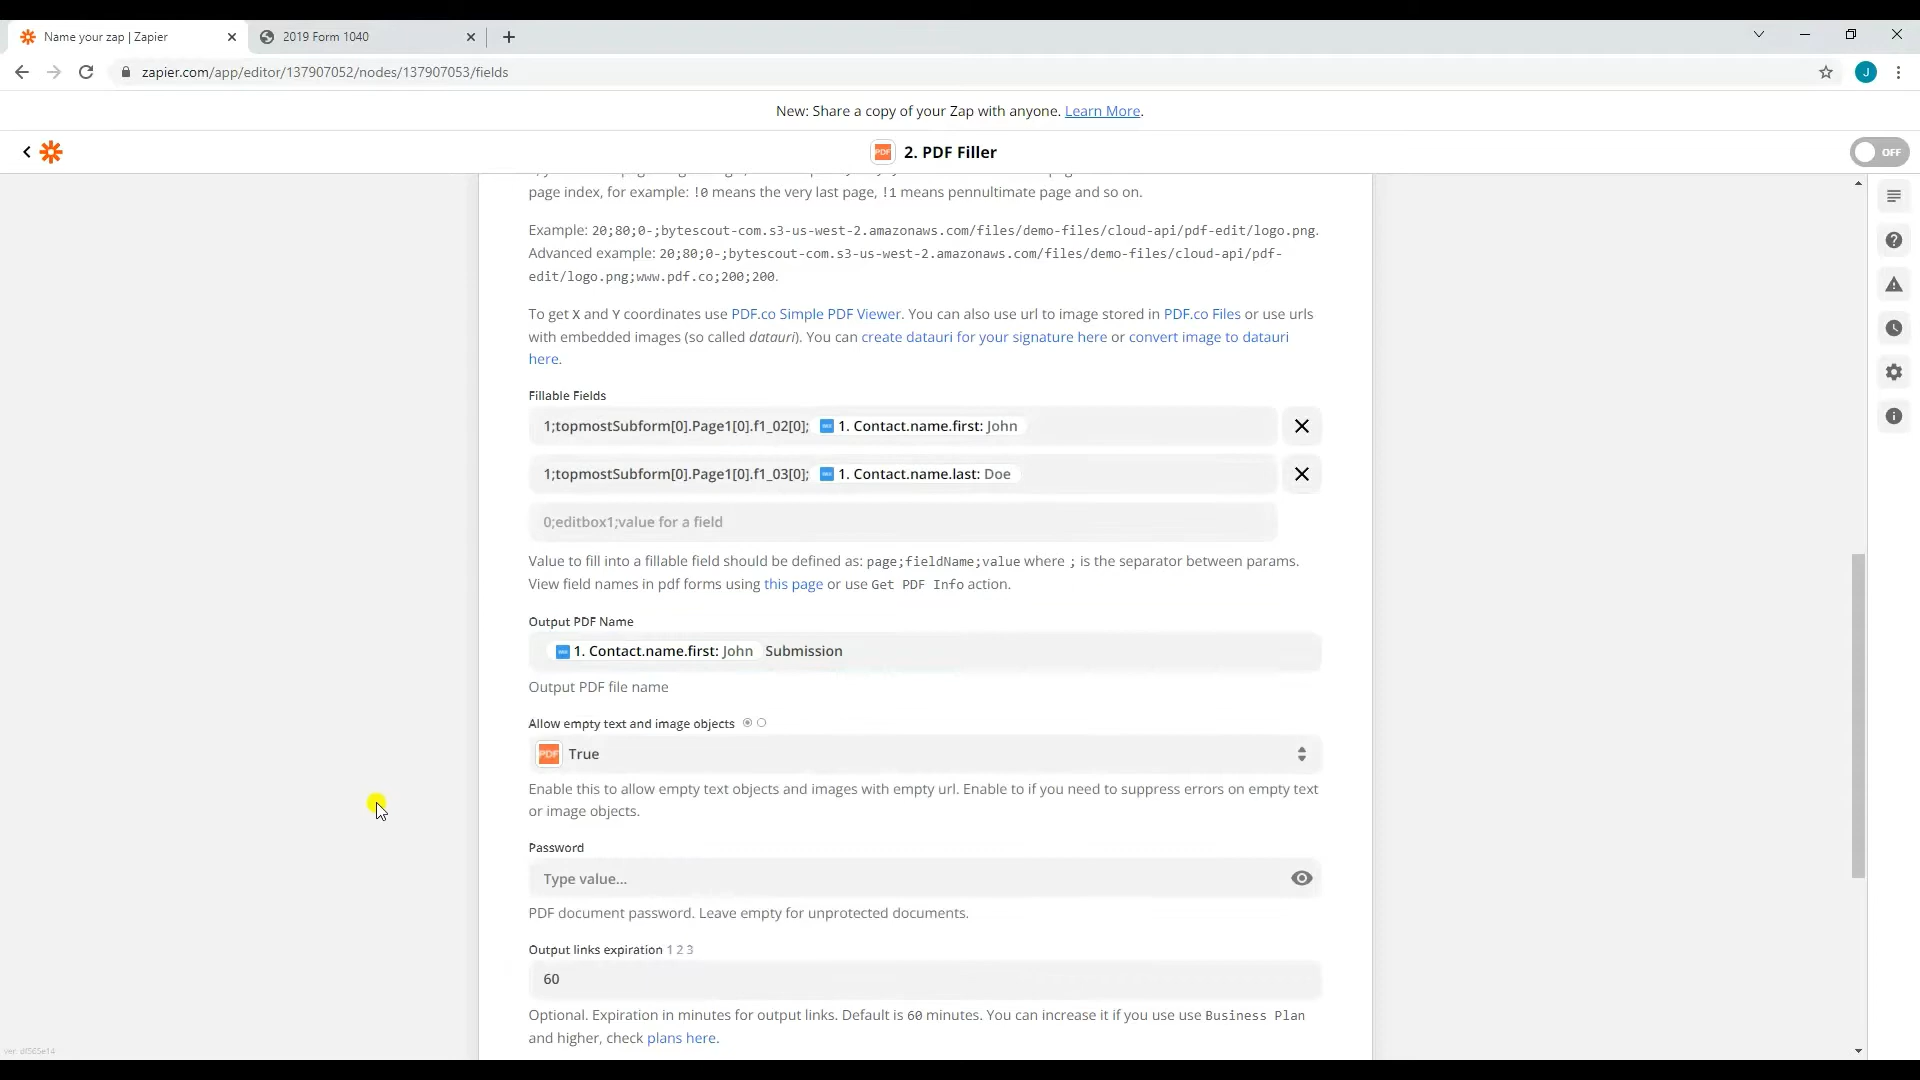 Name your zap | Zapier
2019 Form 1040
zapier.com/app/editor/137907052/nodes/137907053/fields
J
New: Share a copy of your Zap with anyone. Learn More.
PDF
2. PDF Filler
OFF
page index, for example: !0 means the very last page, !1 means pennultimate page and so on.
Example: 20;80;0-;bytescout-com.s3-us-west-2.amazonaws.com/files/demo-files/cloud-api/pdf-edit/logo.png.
Advanced example: 20;80;0-;bytescout-com.s3-us-west-2.amazonaws.com/files/demo-files/cloud-api/pdf-
edit/logo.png;www.pdf.co;200;200.
To get X and Y coordinates use PDF.co Simple PDF Viewer. You can also use url to image stored in PDF.co Files or use urls
with embedded images (so called datauri). You can create datauri for your signature here or convert image to datauri
here.
Fillable Fields
1;topmostSubform[0].Page1[0].f1_02[0]; 1. Contact.name.first: John
1;topmostSubform[0].Page1[0].f1_03[0]; 1. Contact.name.last: Doe
0;editbox1;value for a field
Value to fill into a fillable field should be defined as: page;fieldName;value where ; is the separator between params.
View field names in pdf forms using this page or use Get PDF Info action.
Output PDF Name
1. Contact.name.first: John Submission
Output PDF file name
Allow empty text and image objects
PDF True
Enable this to allow empty text objects and images with empty url. Enable to if you need to suppress errors on empty text
or image objects.
Password
Type value...
PDF document password. Leave empty for unprotected documents.
Output links expiration 1 2 3
60
Optional. Expiration in minutes for output links. Default is 60 minutes. You can increase it if you use use Business Plan
and higher, check plans here.